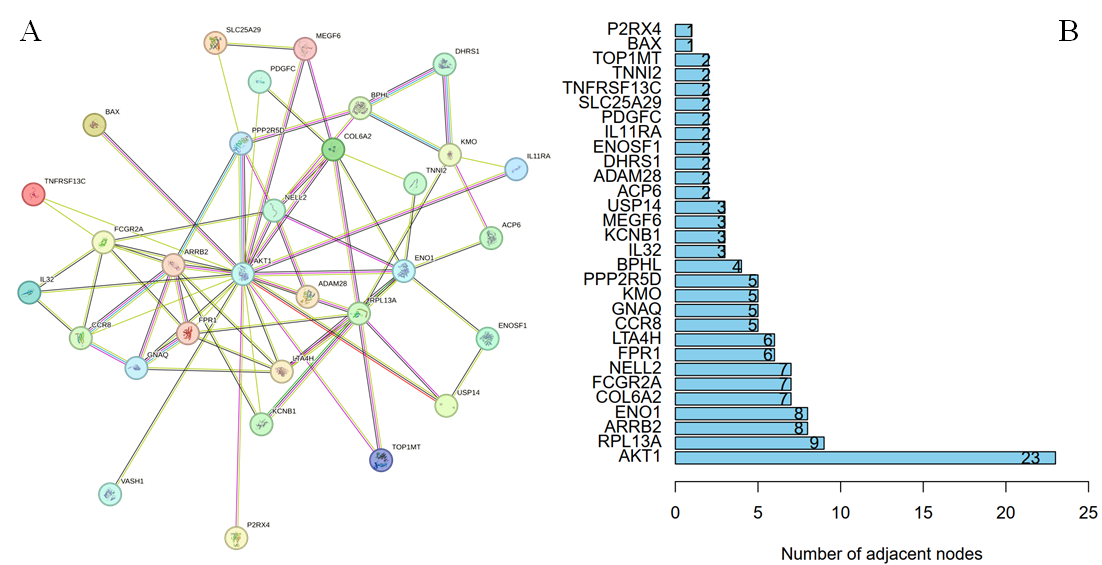 A
SLC25A29
MEGF6
PDGFC
DHRS1
BPHL
BAX
PPP2R5D
COL6A2
KMO
IL11RA
TNNI2
TNFRSF13C
NELL2
FCGR2A
ACP6
ARRB2
AKT1
ENO1
IL32
ADAM28
RPL13A
CCR8
FPR1
ENOSF1
GNAQ
LTA4H
USP14
KCNB1
TOP1MT
VASH1
P2RX4
B
P2RX4 1
BAX 1
TOP1MT 2
TNNI2 2
TNFRSF13C 2
SLC25A29 2
PDGFC 2
IL11RA 2
ENOSF1 2
DHRS1 2
ADAM28 2
ACP6 2
USP14 3
MEGF6 3
KCNB1 3
IL32 3
BPHL 4
PPP2R5D 5
KMO 5
GNAQ 5
CCR8 5
LTA4H 6
FPR1 6
NELL2 7
FCGR2A 7
COL6A2 7
ENO1 8
ARRB2 8
RPL13A 9
AKT1 23
0 5 10 15 20 25
Number of adjacent nodes